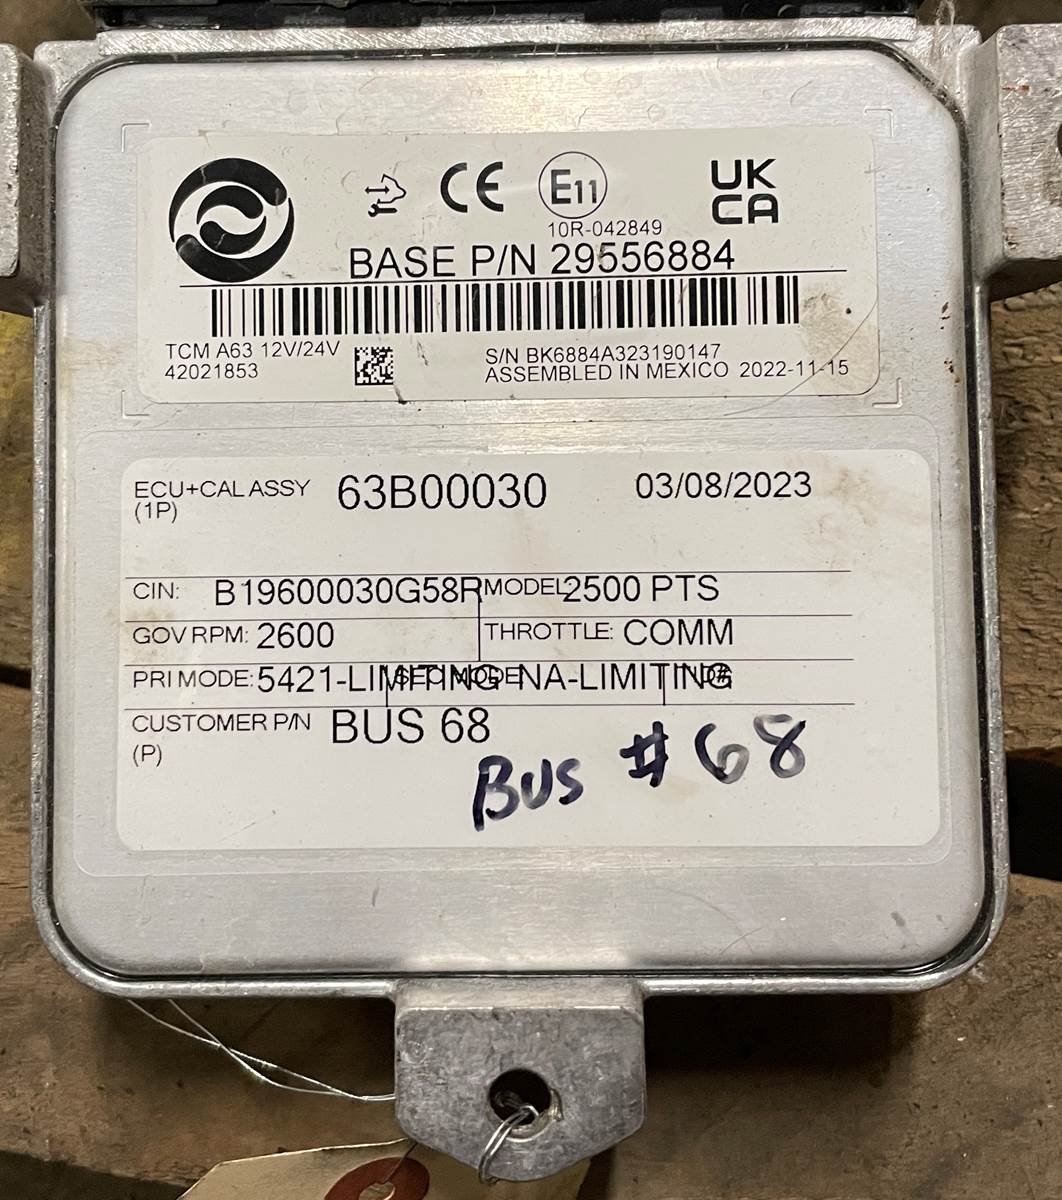 CE E11 UK
CA
10R-042849
BASE P/N 29556884
TCM A63 12V/24V
42021853
S/N BK6884A323190147
ASSEMBLED IN MEXICO 2022-11-15
ECU+CAL ASSY 63B00030 03/08/2023
(1P)
CIN: B19600030G58R MODEL 2500 PTS
GOV RPM: 2600 THROTTLE: COMM
PRI MODE: 5421-LIMITING SEC MODE: NA-LIMITING
CUSTOMER P/N BUS 68
(P)
Bus #68